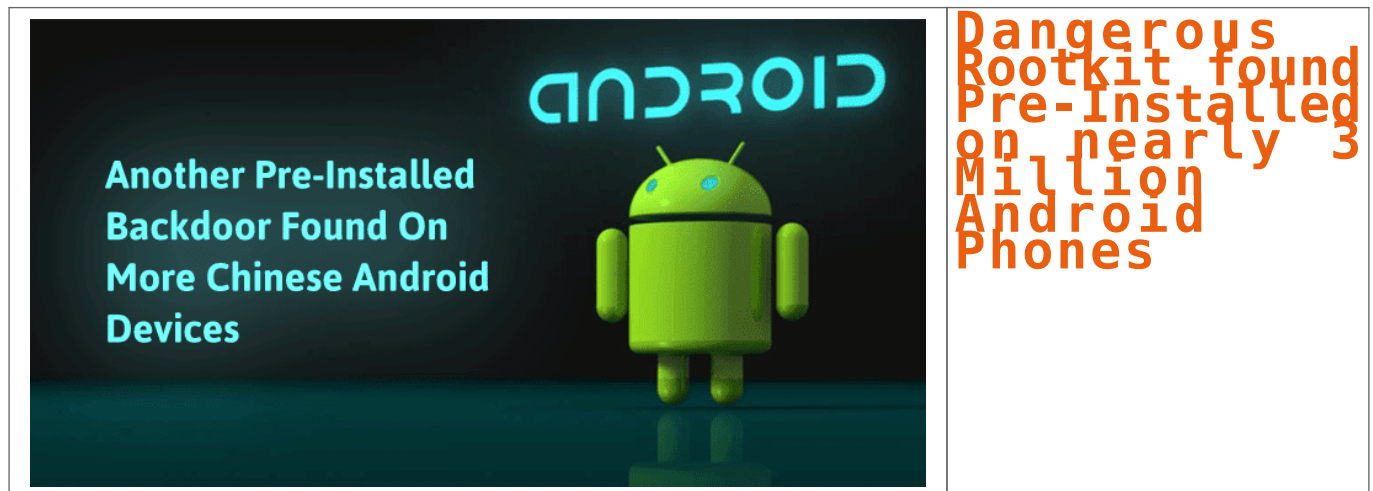 ANDROID
Another Pre-Installed
Backdoor Found On
More Chinese Android
Devices
Dangerous
Rootkit found
Pre-Installed
on nearly 3
Million
Android
Phones